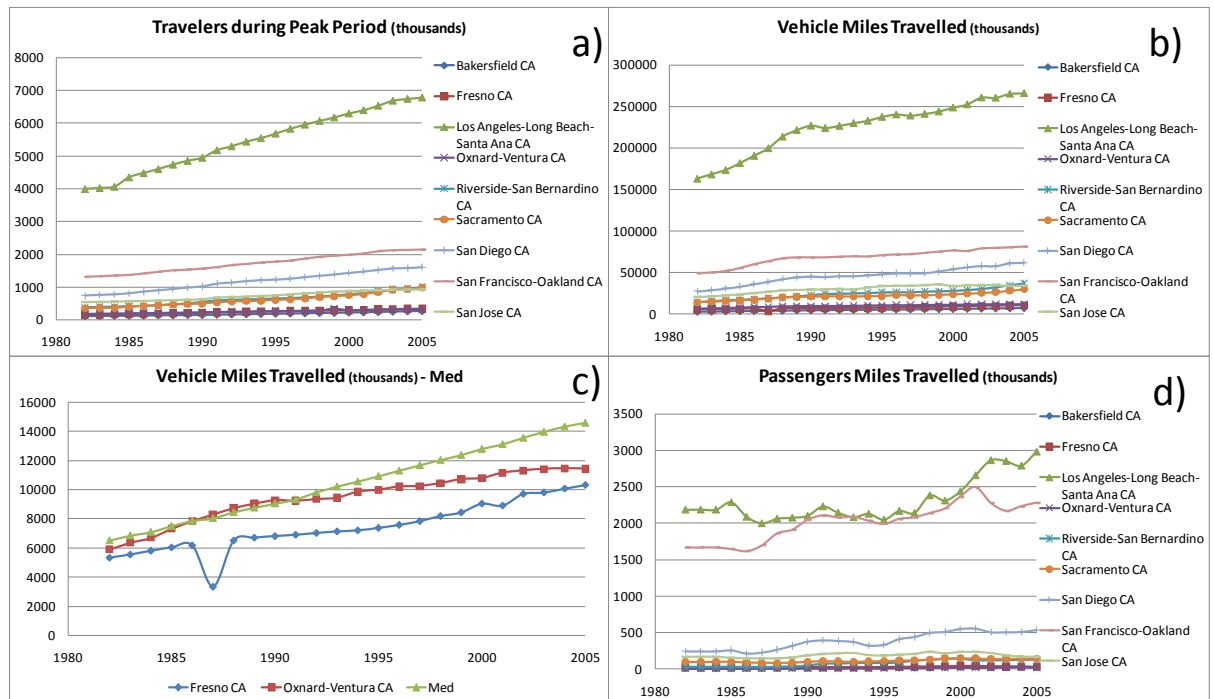 Travelers during Peak Period (thousands)
a)
8000
7000
6000
5000
4000
3000
2000
1000
0
1980
1985
1990
1995
2000
2005
Bakersfield CA
Fresno CA
Los Angeles-Long Beach-
Santa Ana CA
Oxnard-Ventura CA
Riverside-San Bernardino
CA
Sacramento CA
San Diego CA
San Francisco-Oakland CA
San Jose CA
Vehicle Miles Travelled (thousands)
b)
300000
250000
200000
150000
100000
50000
0
1980
1985
1990
1995
2000
2005
Bakersfield CA
Fresno CA
Los Angeles-Long Beach-
Santa Ana CA
Oxnard-Ventura CA
Riverside-San Bernardino
CA
Sacramento CA
San Diego CA
San Francisco-Oakland
CA
San Jose CA
Vehicle Miles Travelled (thousands) - Med
c)
16000
14000
12000
10000
8000
6000
4000
2000
0
1980
1985
1990
1995
2000
2005
Fresno CA
Oxnard-Ventura CA
Med
Passengers Miles Travelled (thousands)
d)
3500
3000
2500
2000
1500
1000
500
0
1980
1985
1990
1995
2000
2005
Bakersfield CA
Fresno CA
Los Angeles-Long Beach-
Santa Ana CA
Oxnard-Ventura CA
Riverside-San Bernardino
CA
Sacramento CA
San Diego CA
San Francisco-Oakland
CA
San Jose CA